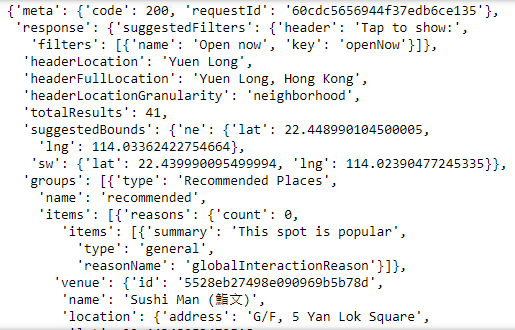 {'meta': {'code': 200, 'requestId': '60cdc5656944f37edb6ce135'},
'response': {'suggestedFilters': {'header': 'Tap to show:',
'filters': [{'name': 'Open now', 'key': 'openNow'}]},
'headerLocation': 'Yuen Long',
'headerFullLocation': 'Yuen Long, Hong Kong',
'headerLocationGranularity': 'neighborhood',
'totalResults': 41,
'suggestedBounds': {'ne': {'lat': 22.448990104500005,
'lng': 114.03362422754664},
'sw': {'lat': 22.439990095499994, 'lng': 114.02390477245335}},
'groups': [{'type': 'Recommended Places',
'name': 'recommended',
'items': [{'reasons': {'count': 0,
'items': [{'summary': 'This spot is popular',
'type': 'general',
'reasonName': 'globalInteractionReason'}]},
'venue': {'id': '5528eb27498e090969b5b78d',
'name': 'Sushi Man (鮨文)',
'location': {'address': 'G/F, 5 Yan Lok Square',